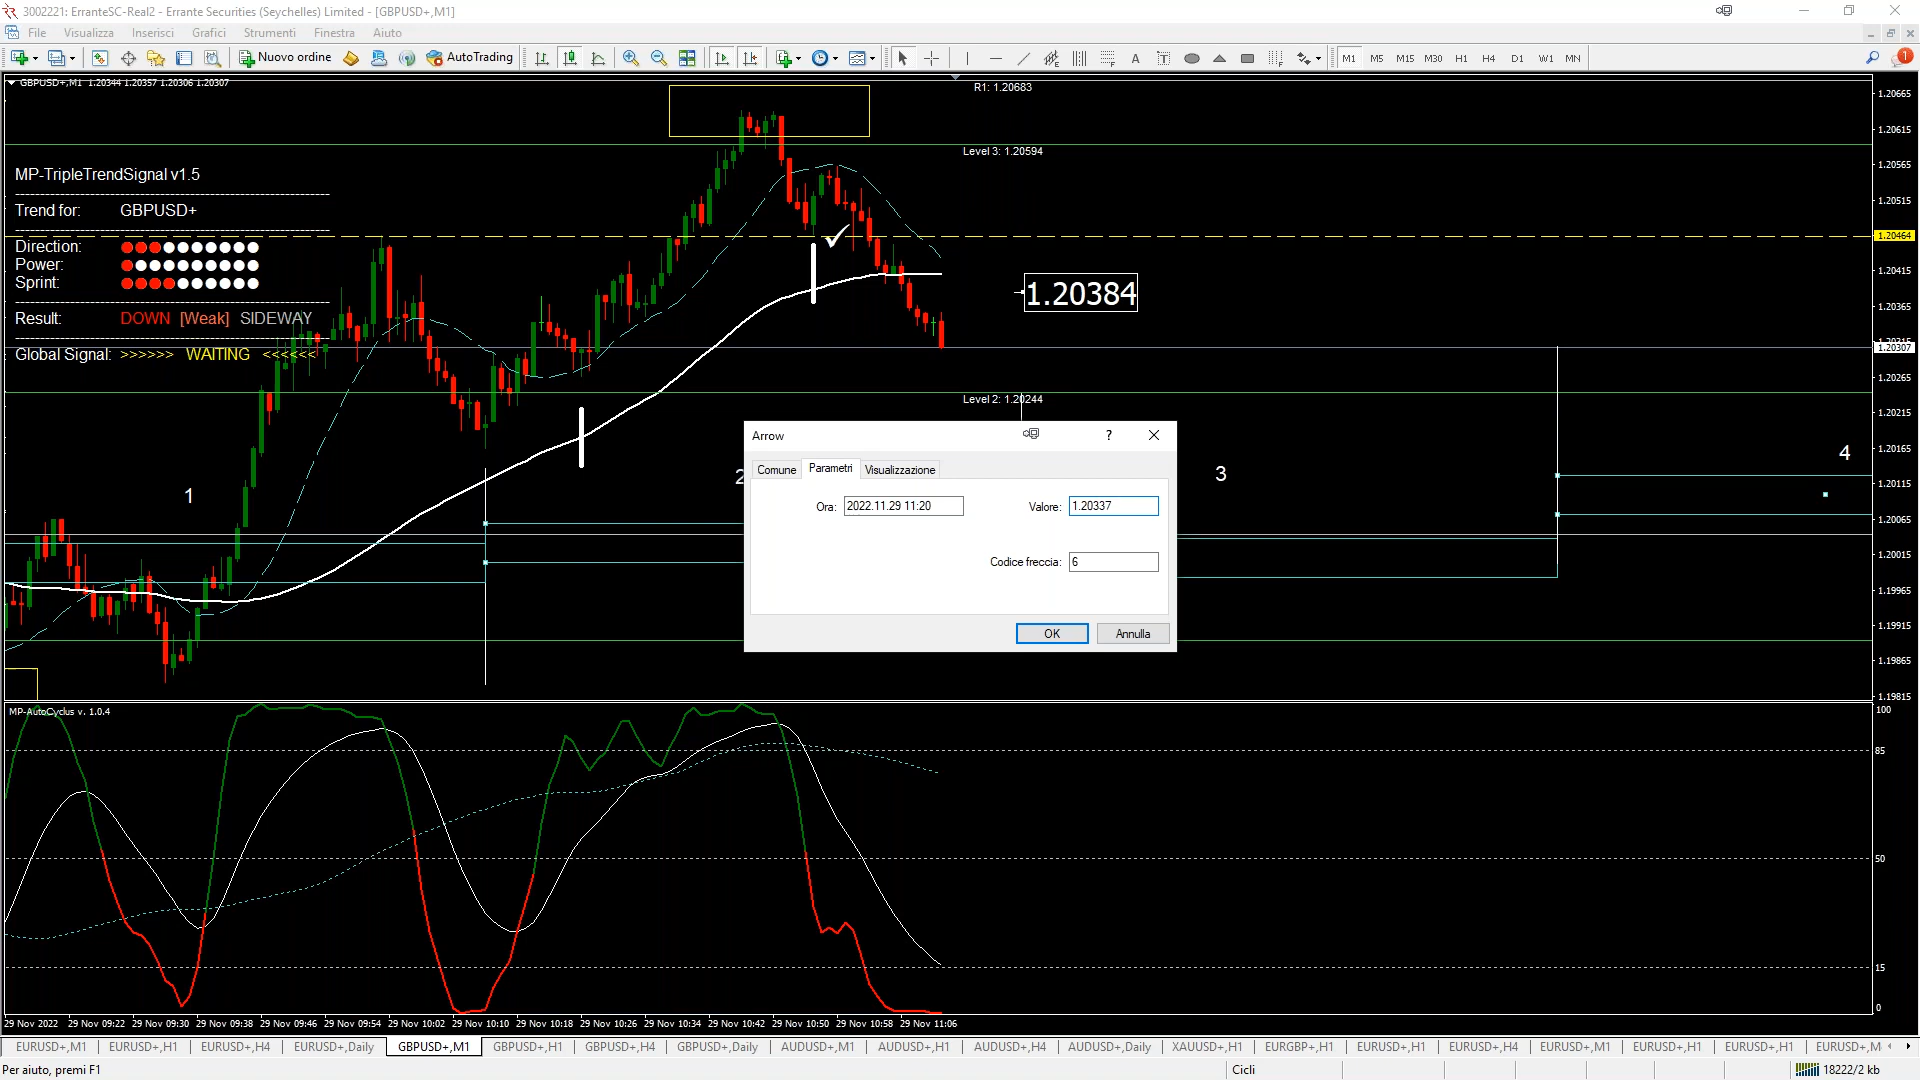 3002221: ErranteSC-Real2 - Errante Securities (Seychelles) Limited - [GBPUSD+,M1]
File Visualizza Inserisci Grafici Strumenti Finestra Aiuto
Nuovo ordine AutoTrading A T M1 M5 M15 M30 H1 H4 D1 W1 MN 1
GBPUSD+,M1 1.20344 1.20357 1.20306 1.20307
R1: 1.20683
1.20665
1.20615
Level 3: 1.20594
1.20565
MP-TripleTrendSignal v1.5
1.20515
Trend for: GBPUSD+
1.20464
Direction:
Power:
1.20415
Sprint:
1.20384
1.20365
Result: DOWN [Weak] SIDEWAY
1.20307
Global Signal: >>>>>> WAITING <<<<<<
1.20265
Level 2: 1.20244
1.20215
Arrow ?
1.20165
4
Comune Parametri Visualizzazione
3
1
1.20115
Ora: 2022.11.29 11:20 Valore: 1.20337
1.20065
1.20015
Codice freccia: 6
1.19965
1.19915
OK Annulla
1.19865
1.19815
MP-AutoCyclus v. 1.0.4
100
85
50
15
0
29 Nov 2022 29 Nov 09:22 29 Nov 09:30 29 Nov 09:38 29 Nov 09:46 29 Nov 09:54 29 Nov 10:02 29 Nov 10:10 29 Nov 10:18 29 Nov 10:26 29 Nov 10:34 29 Nov 10:42 29 Nov 10:50 29 Nov 10:58 29 Nov 11:06
EURUSD+,M1 EURUSD+,H1 EURUSD+,H4 EURUSD+,Daily GBPUSD+,M1 GBPUSD+,H1 GBPUSD+,H4 GBPUSD+,Daily AUDUSD+,M1 AUDUSD+,H1 AUDUSD+,H4 AUDUSD+,Daily XAUUSD+,H1 EURGBP+,H1 EURUSD+,H1 EURUSD+,H4 EURUSD+,M1 EURUSD+,H1 EURUSD+,H1 EURUSD+,M
Per aiuto, premi F1 Cicli 18222/2 kb